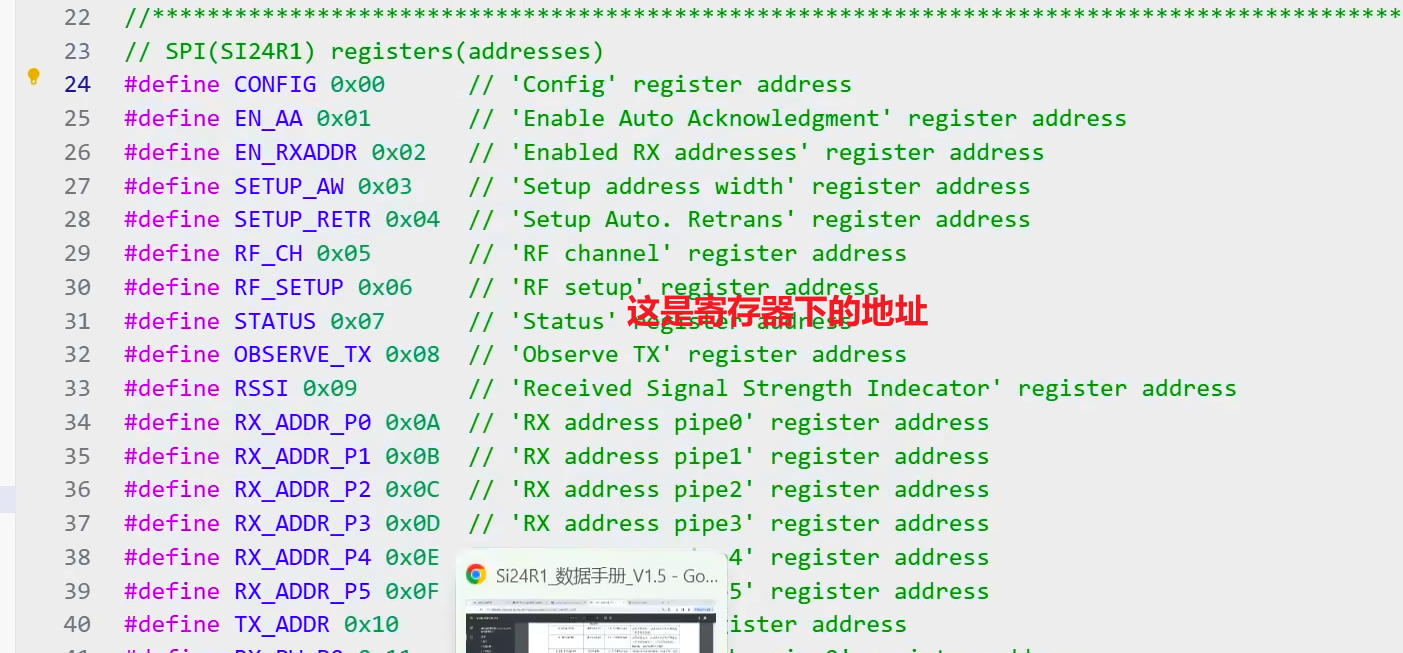 22 //*******************************************************************************************
23 // SPI(SI24R1) registers(addresses)
24 #define CONFIG 0x00 // 'Config' register address
25 #define EN_AA 0x01 // 'Enable Auto Acknowledgment' register address
26 #define EN_RXADDR 0x02 // 'Enabled RX addresses' register address
27 #define SETUP_AW 0x03 // 'Setup address width' register address
28 #define SETUP_RETR 0x04 // 'Setup Auto. Retrans' register address
29 #define RF_CH 0x05 // 'RF channel' register address
30 #define RF_SETUP 0x06 // 'RF setup' register address
这是寄存器下的地址
31 #define STATUS 0x07 // 'Status' register address
32 #define OBSERVE_TX 0x08 // 'Observe TX' register address
33 #define RSSI 0x09 // 'Received Signal Strength Indecator' register address
34 #define RX_ADDR_P0 0x0A // 'RX address pipe0' register address
35 #define RX_ADDR_P1 0x0B // 'RX address pipe1' register address
36 #define RX_ADDR_P2 0x0C // 'RX address pipe2' register address
37 #define RX_ADDR_P3 0x0D // 'RX address pipe3' register address
38 #define RX_ADDR_P4 0x0E 4' register address
Si24R1_数据手册_V1.5 - Go...
39 #define RX_ADDR_P5 0x0F 5' register address
40 #define TX_ADDR 0x10 ister address